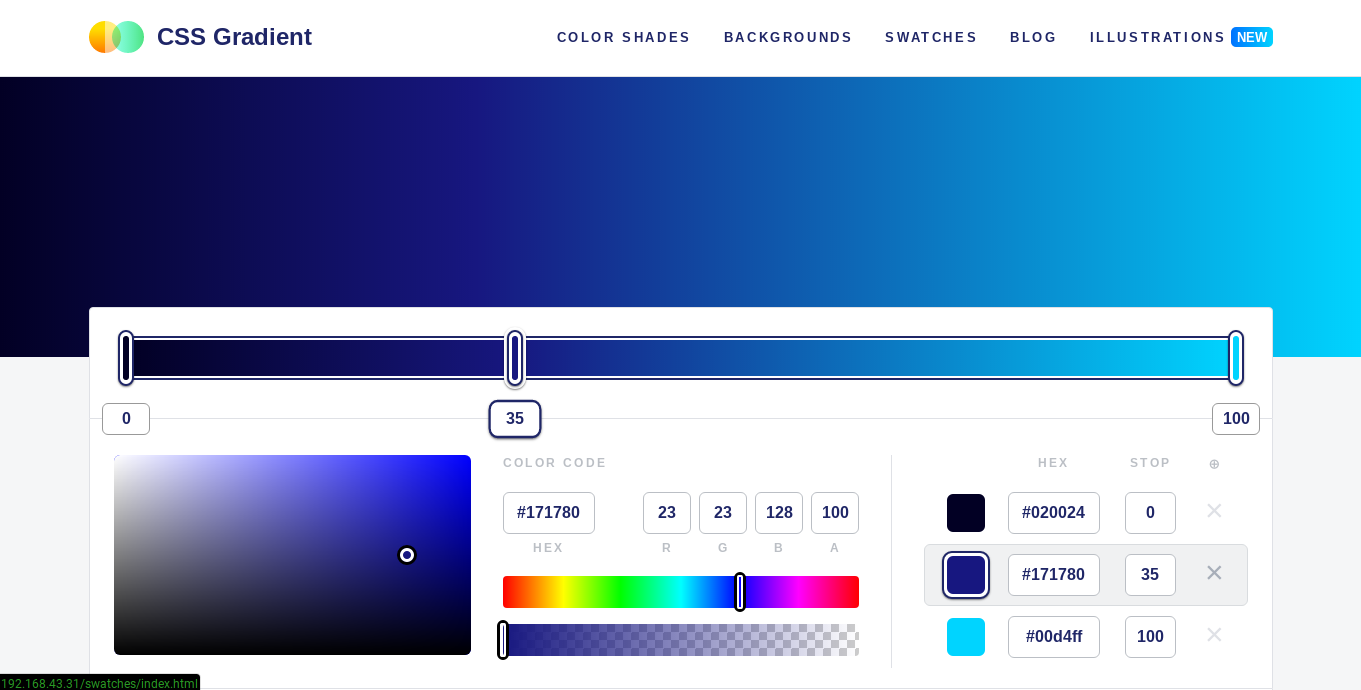 CSS Gradient
COLOR SHADES BACKGROUNDS SWATCHES BLOG ILLUSTRATIONS NEW
0 35 100
COLOR CODE
#171780 23 23 128 100
HEX R G B A
HEX STOP
#020024 0
#171780 35
#00d4ff 100
192.168.43.31/swatches/index.html